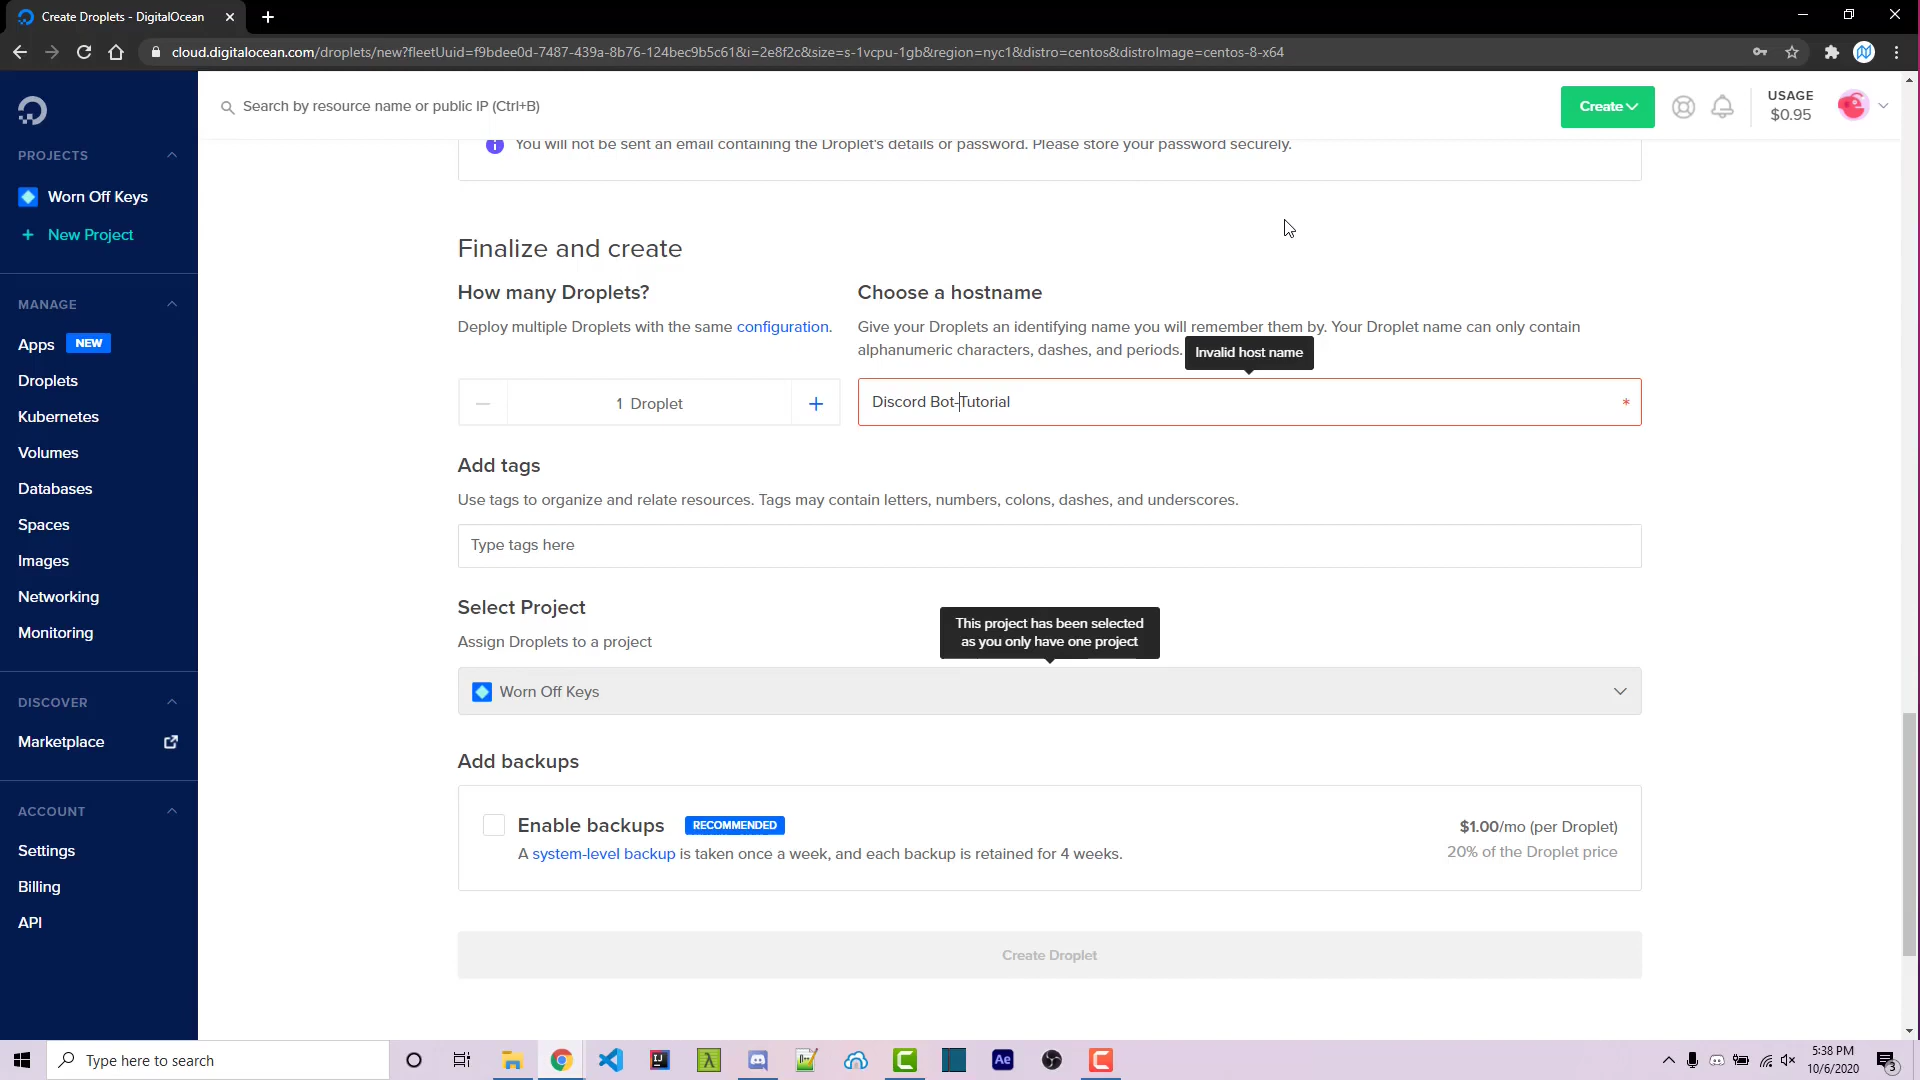 Create Droplets - DigitalOcean
cloud.digitalocean.com/droplets/new?fleetUuid=f9bdee0d-7487-439a-8b76-124bec9b5c61&i=2e8f2c&size=s-1vcpu-1gb&region=nyc1&distro=centos&distroImage=centos-8-x64
Search by resource name or public IP (Ctrl+B)
Create
USAGE
$0.95
PROJECTS
Worn Off Keys
+ New Project
MANAGE
Apps NEW
Droplets
Kubernetes
Volumes
Databases
Spaces
Images
Networking
Monitoring
DISCOVER
Marketplace
ACCOUNT
Settings
Billing
API
You will not be sent an email containing the Droplet's details or password. Please store your password securely.
Finalize and create
How many Droplets?
Deploy multiple Droplets with the same configuration.
1 Droplet
Choose a hostname
Give your Droplets an identifying name you will remember them by. Your Droplet name can only contain
alphanumeric characters, dashes, and periods.
Invalid host name
Discord Bot-Tutorial
*
Add tags
Use tags to organize and relate resources. Tags may contain letters, numbers, colons, dashes, and underscores.
Type tags here
Select Project
Assign Droplets to a project
This project has been selected
as you only have one project
Worn Off Keys
Add backups
Enable backups RECOMMENDED
A system-level backup is taken once a week, and each backup is retained for 4 weeks.
$1.00/mo (per Droplet)
20% of the Droplet price
Create Droplet
Type here to search
IJ
λ
Ae
5:38 PM
10/6/2020
3